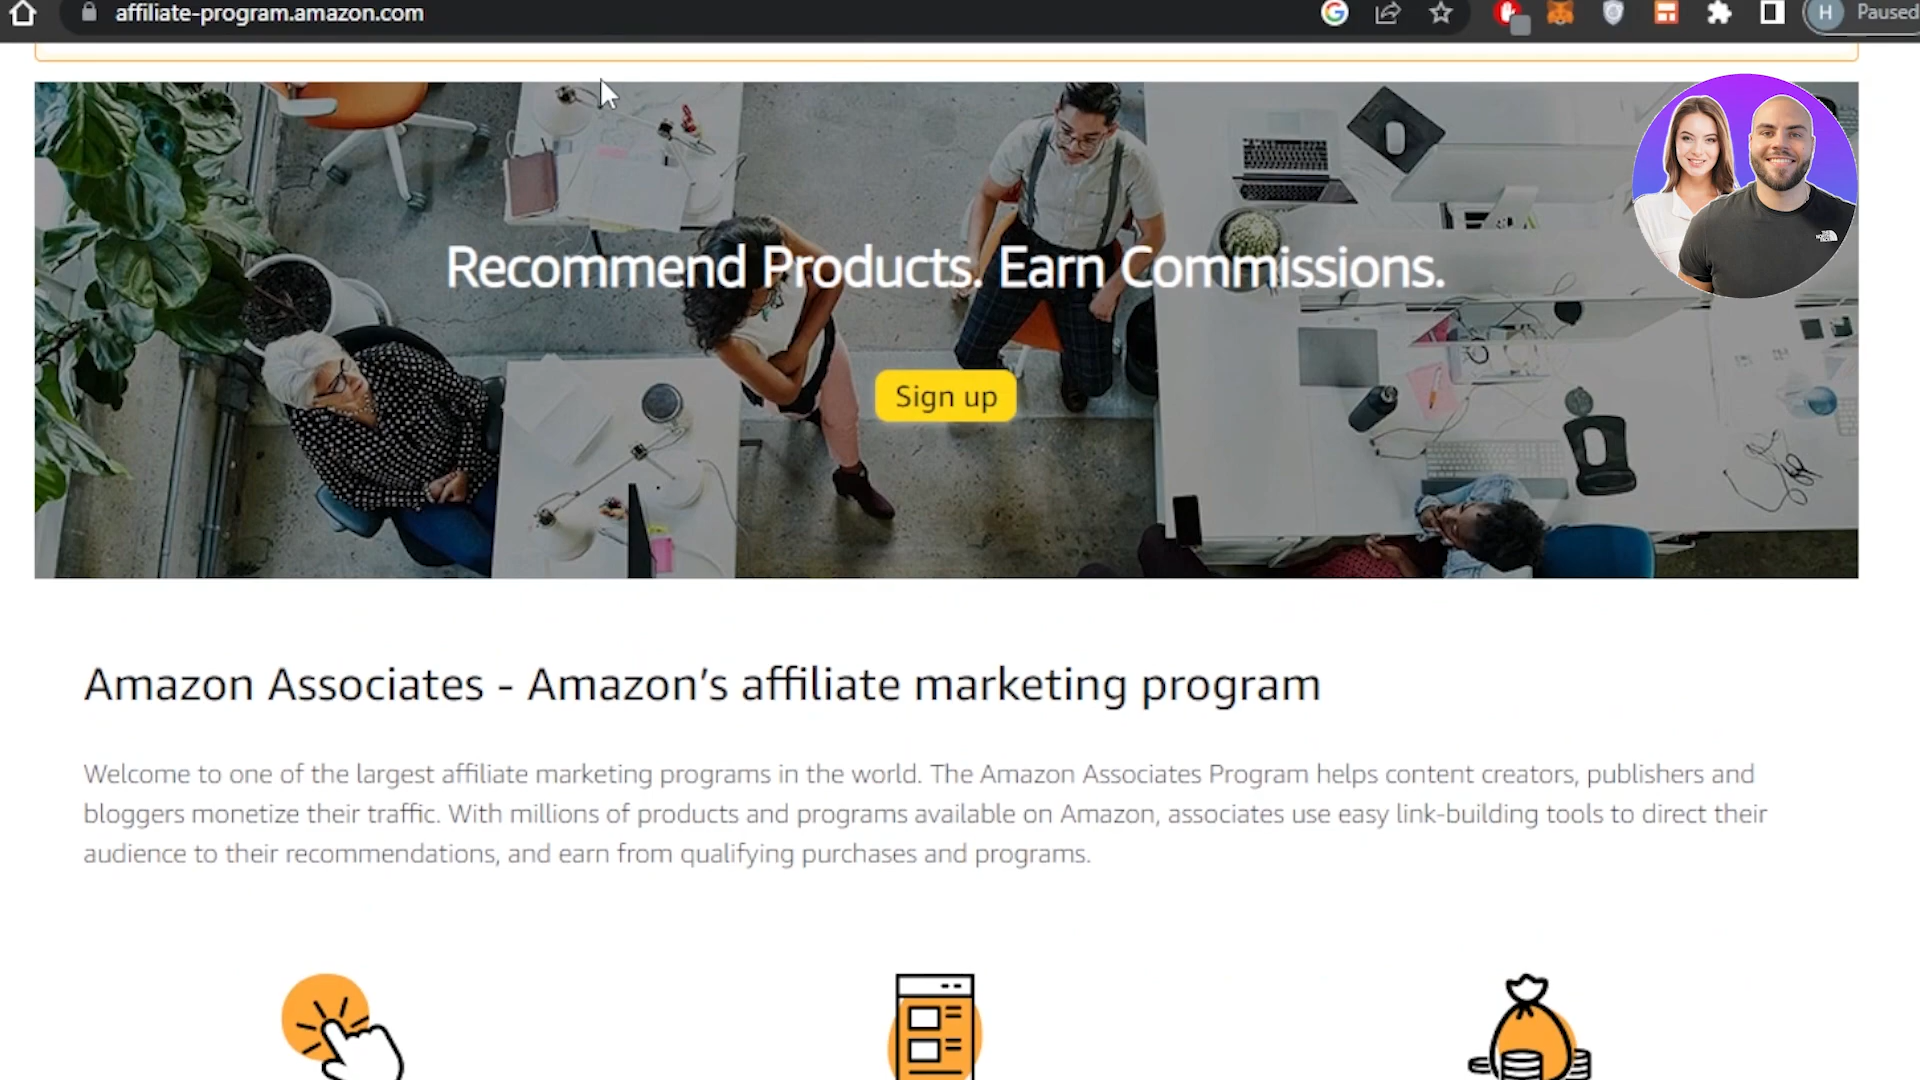 affiliate-program.amazon.com
H
Paused
Recommend Products. Earn Commissions.
Sign up
Amazon Associates - Amazon's affiliate marketing program
Welcome to one of the largest affiliate marketing programs in the world. The Amazon Associates Program helps content creators, publishers and
bloggers monetize their traffic. With millions of products and programs available on Amazon, associates use easy link-building tools to direct their
audience to their recommendations, and earn from qualifying purchases and programs.